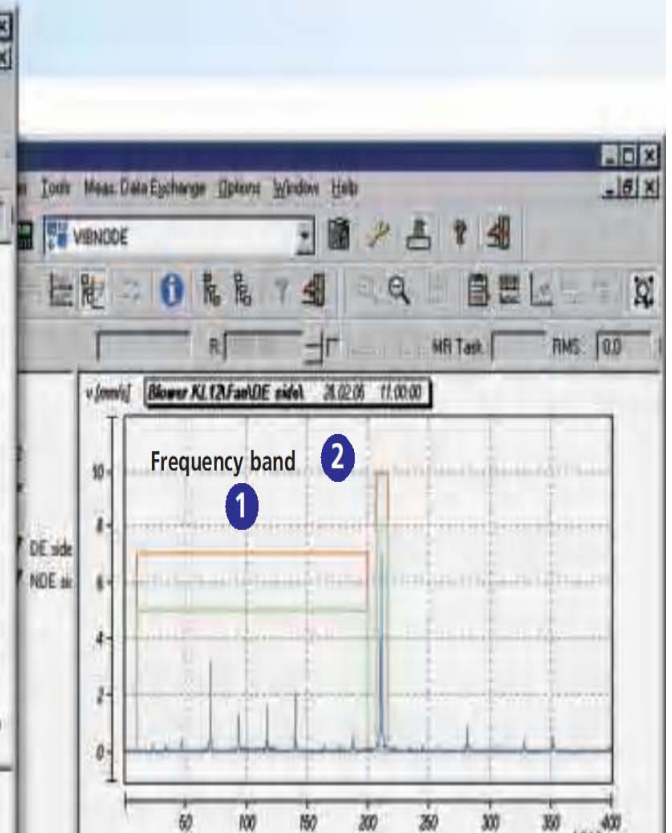 Tools Meas. Data Exchange Options Window Help
VIBNODE
R:
MR Task
RMS 0.0
v [mm/s] Blower KL12\Fan\DE side\ 28.02.06 11:00:00
Frequency band 2
1
10
8
6
4
2
0
DE side
NDE si
100 150 200 250 300 350 400